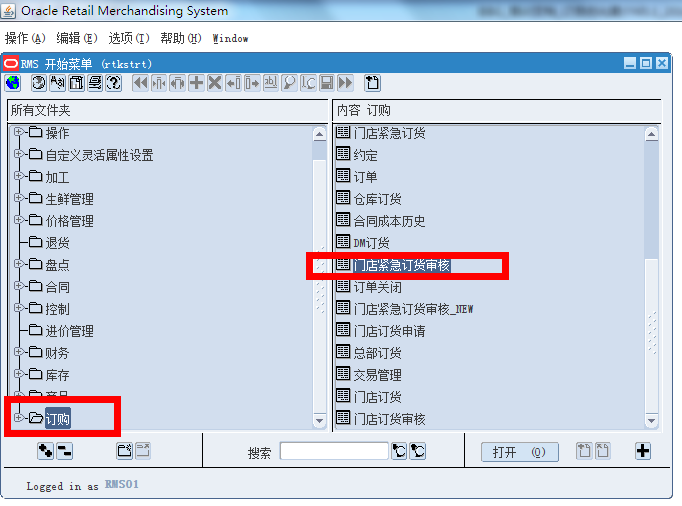 Oracle Retail Merchandising System
操作(A) 编辑(E) 选项(I) 帮助(H) Window
RMS 开始菜单 (rtkstrt)
所有文件夹
操作
自定义灵活属性设置
加工
生鲜管理
价格管理
退货
盘点
合同
控制
进价管理
财务
库存
商品
订购
内容 订购
门店紧急订货
约定
订单
仓库订货
合同成本历史
DM订货
门店紧急订货审核
订单关闭
门店紧急订货审核_NEW
门店订货申请
总部订货
交易管理
门店订货
门店订货审核
搜索
打开 (O)
Logged in as RMS01